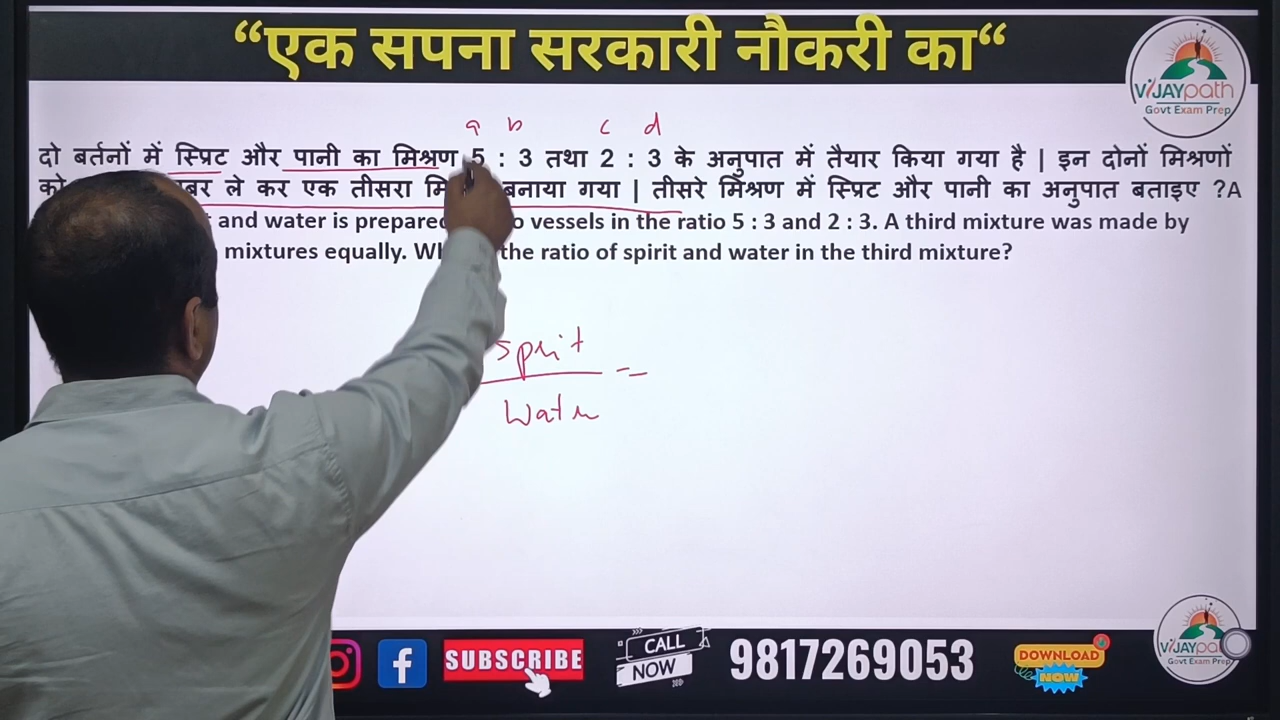 “एक सपना सरकारी नौकरी का“
VIJAYpath
Govt Exam Prep
a b c d
दो बर्तनों में स्प्रिट और पानी का मिश्रण 5 : 3 तथा 2 : 3 के अनुपात में तैयार किया गया है | इन दोनों मिश्रणों
को ले कर एक तीसरा बनाया गया | तीसरे मिश्रण में स्प्रिट और पानी का अनुपात बताइए ?A
and water is prepared vessels in the ratio 5 : 3 and 2 : 3. A third mixture was made by
mixtures equally. the ratio of spirit and water in the third mixture?
Sprit =
Water
SUBSCRIBE
CALL
NOW
9817269053
DOWNLOAD
NOW
VIJAYpath
Govt Exam Prep